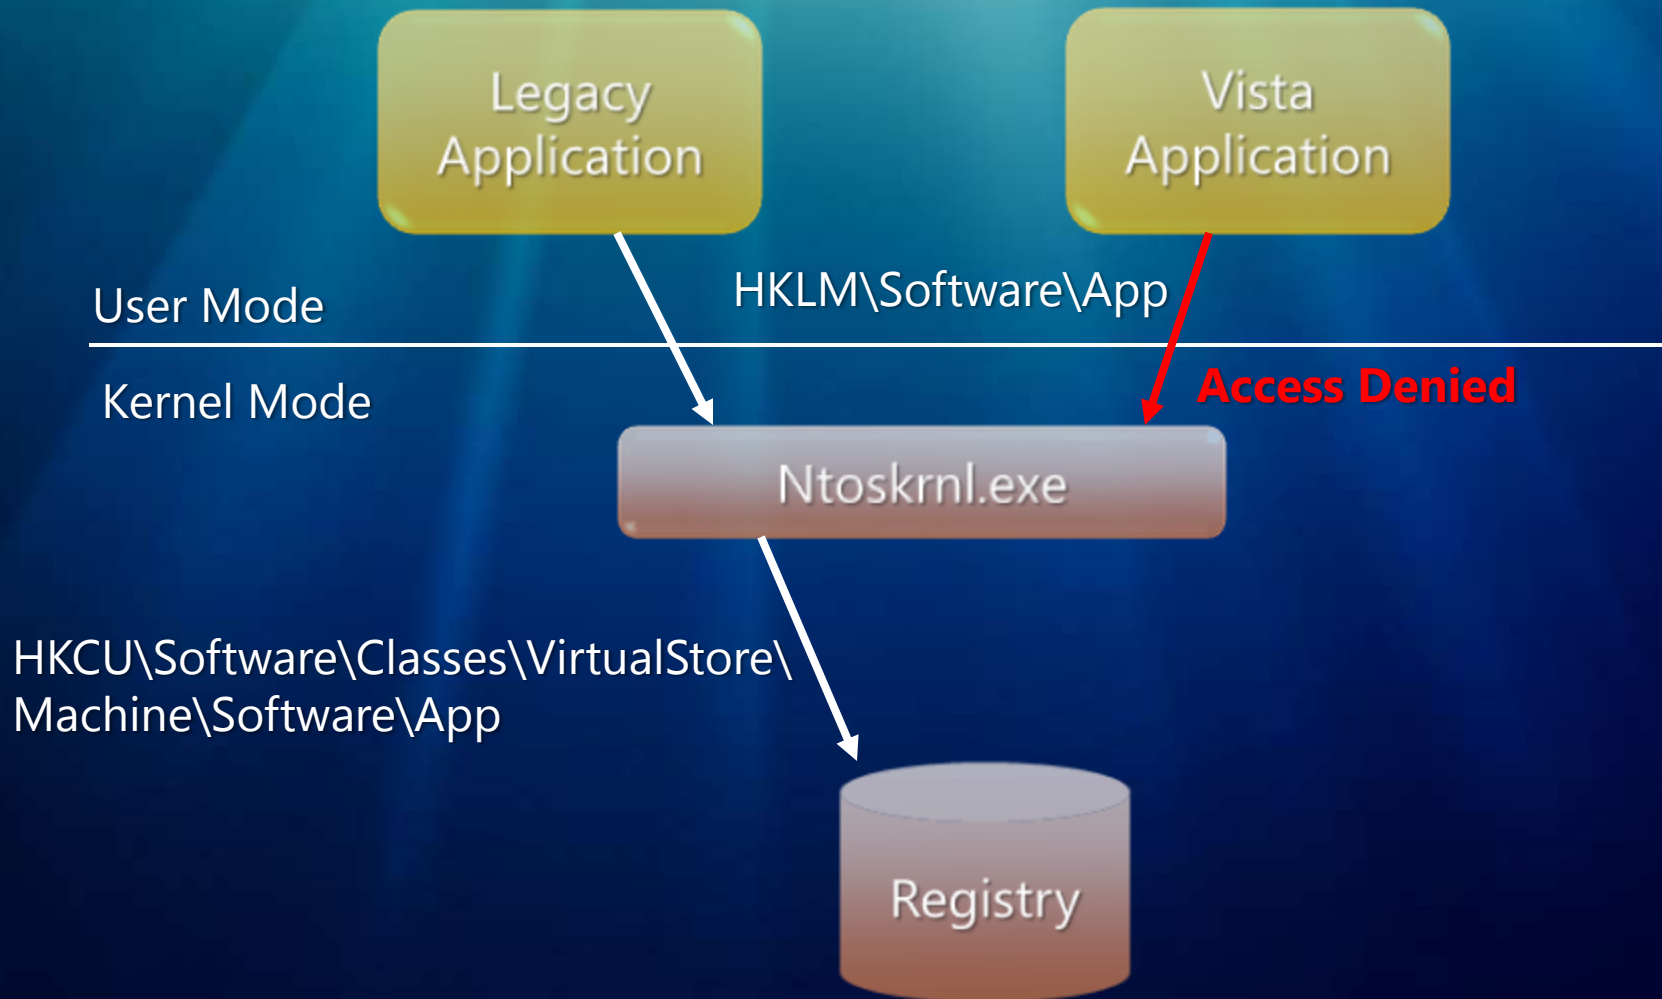 Legacy
Application
Vista
Application
User Mode
HKLM\Software\App
Kernel Mode
Access Denied
Ntoskrnl.exe
HKCU\Software\Classes\VirtualStore\
Machine\Software\App
Registry